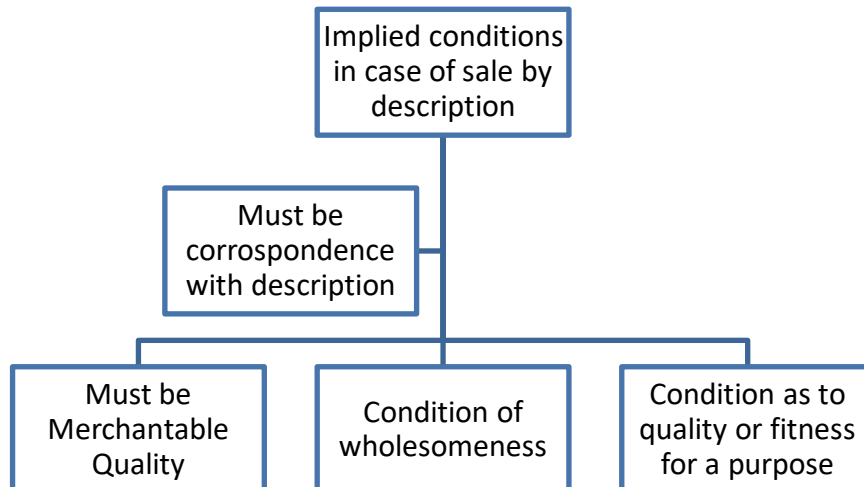 Implied conditions
in case of sale by
description
Must be
corrospondence
with description
Must be
Merchantable
Quality
Condition of
wholesomeness
Condition as to
quality or fitness
for a purpose